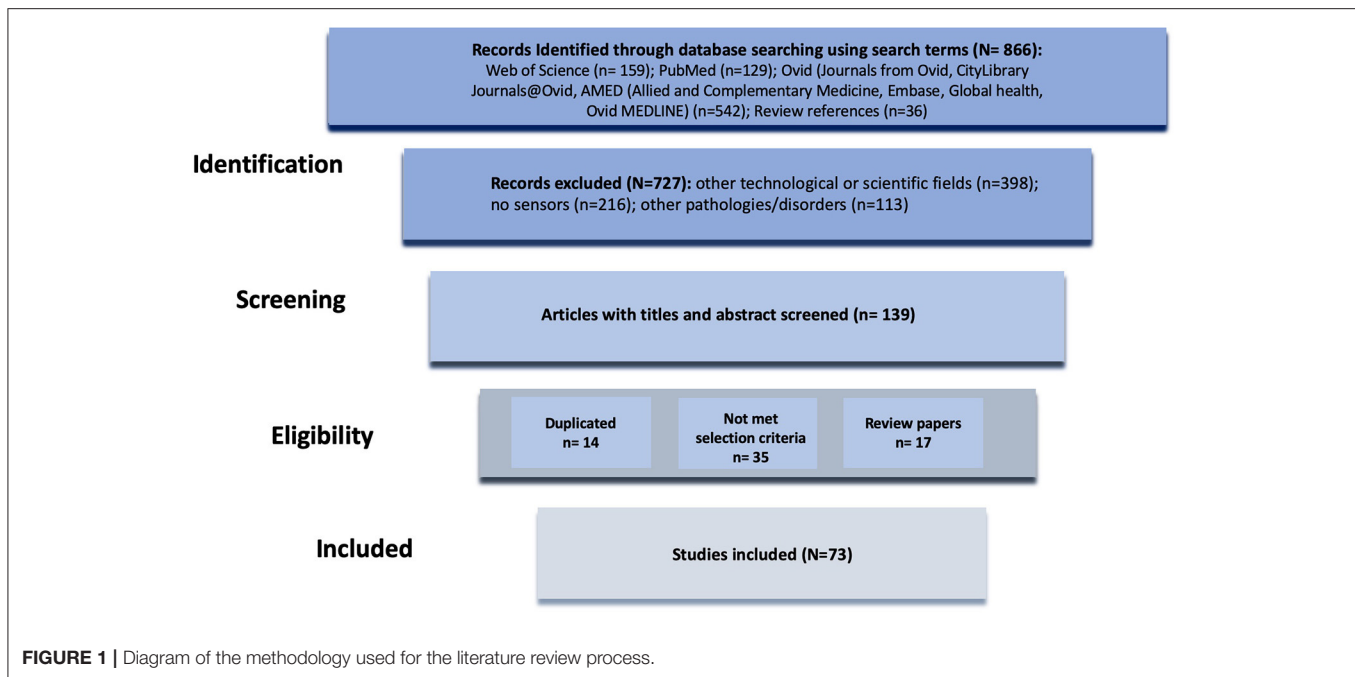 Records Identified through database searching using search terms (N= 866):
Web of Science (n= 159); PubMed (n=129); Ovid (Journals from Ovid, CityLibrary
Journals@Ovid, AMED (Allied and Complementary Medicine, Embase, Global health,
Ovid MEDLINE) (n=542); Review references (n=36)
Identification
Records excluded (N=727): other technological or scientific fields (n=398);
no sensors (n=216); other pathologies/disorders (n=113)
Screening
Articles with titles and abstract screened (n= 139)
Eligibility
Duplicated
n= 14
Not met
selection criteria
n= 35
Review papers
n= 17
Included
Studies included (N=73)
FIGURE 1 | Diagram of the methodology used for the literature review process.